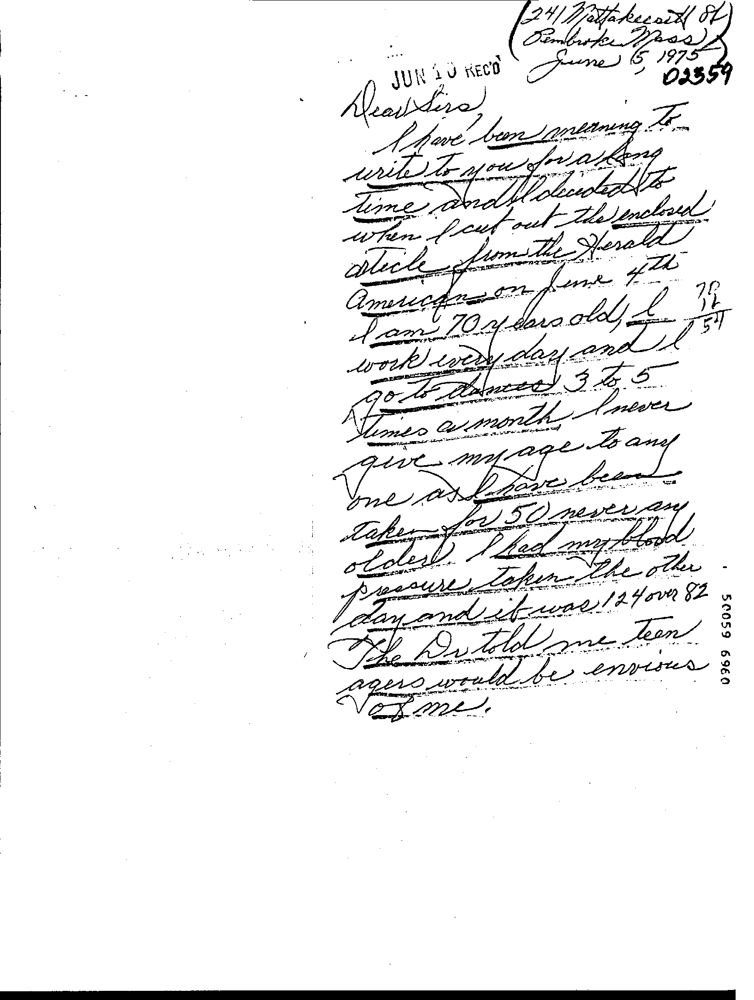 241 Mattakeesett St
Pembroke Mass
June 5, 1975
JUN 10 REC'D
02359
Dear Sirs,
I have been meaning to
write to you for a long
time and I decided to
when I cut out the enclosed
article from the Herald
American on June 4th
I am 70 years old, I
work every day and I
go to dances 3 to 5
times a month. I never
give my age to any
one as I have been
taken for 50 never any
older. I had my blood
pressure taken the other
day and it was 124 over 82
The Dr told me teen
agers would be envious
of me.
70
16
54
50059 6960